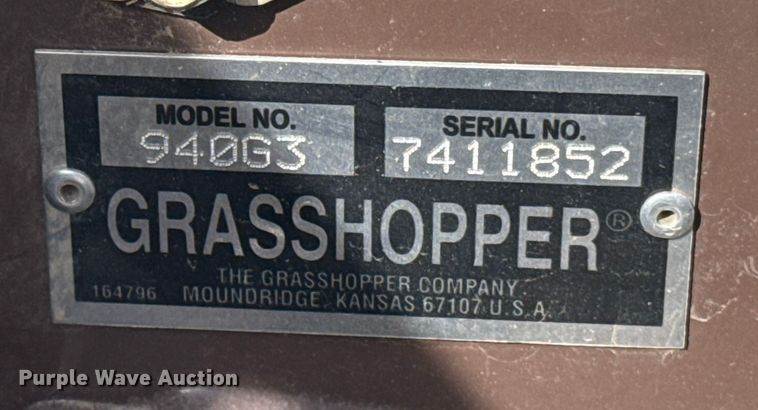 MODEL NO.
940G3
SERIAL NO.
7411852
GRASSHOPPER®
THE GRASSHOPPER COMPANY
164796 MOUNDRIDGE, KANSAS 67107 U.S.A.
Purple Wave Auction